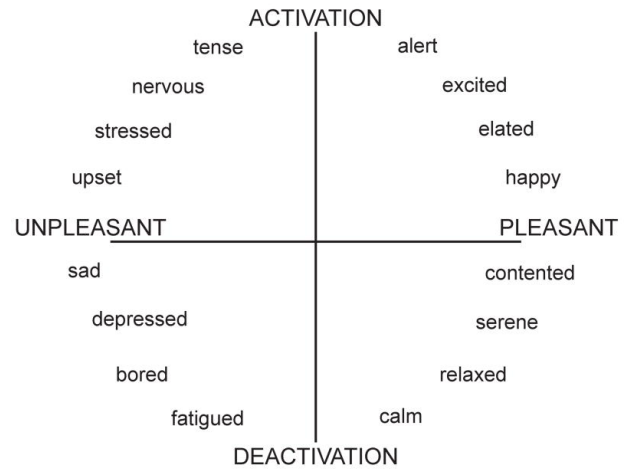 ACTIVATION
tense alert
nervous excited
stressed elated
upset happy
UNPLEASANT PLEASANT
sad contented
depressed serene
bored relaxed
fatigued calm
DEACTIVATION